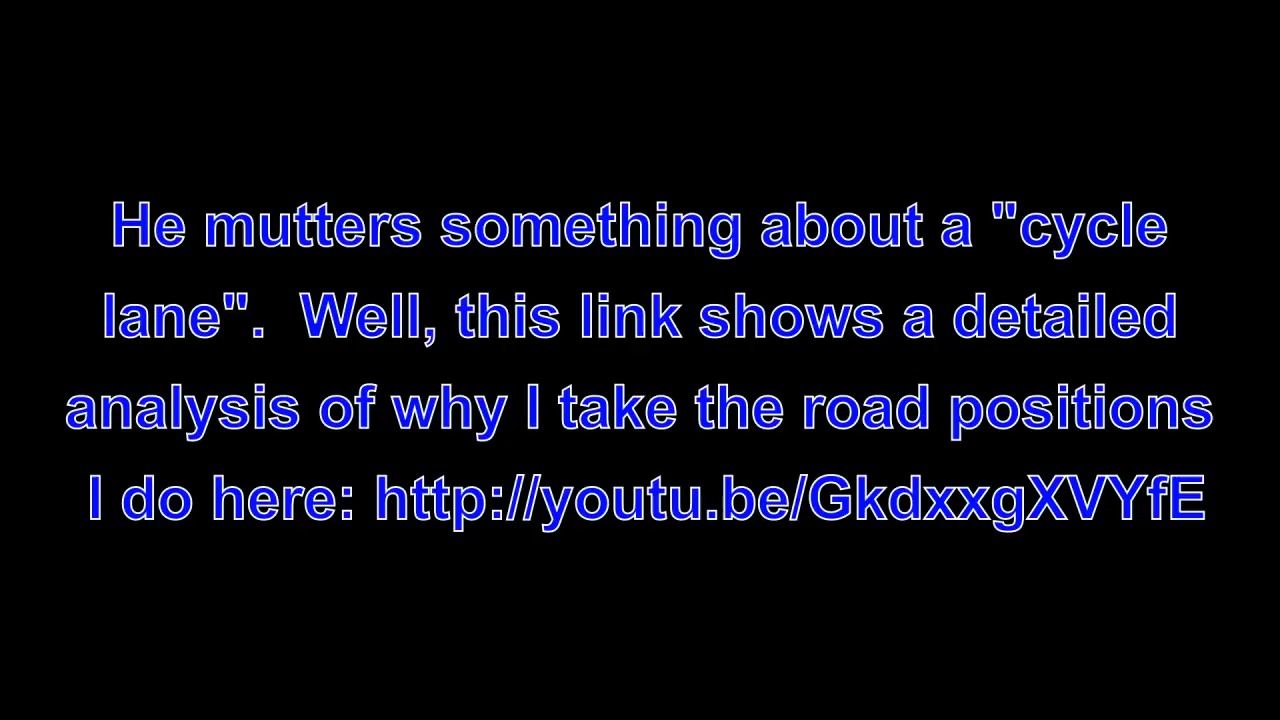 He mutters something about a "cycle
lane".  Well, this link shows a detailed
analysis of why I take the road positions
I do here: http://youtu.be/GkdxxgXVYfE